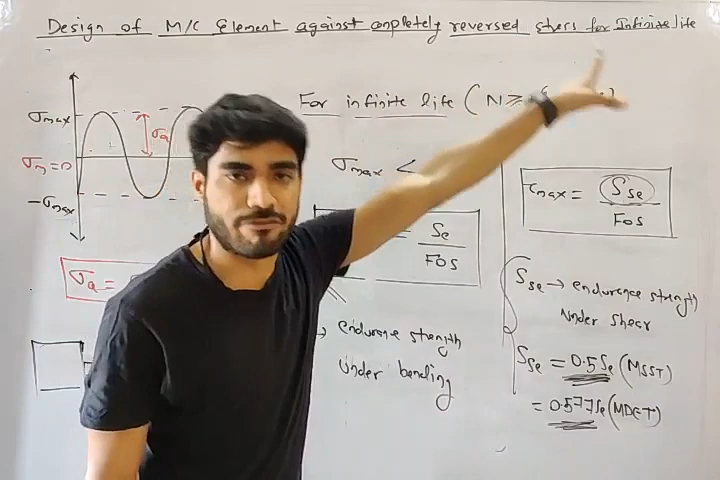 Design of M/C Element against completely reversed stress for Infinite life
σmax
σm = 0
-σmax
σa
σa =
For infinite life (N ≥
σmax <
= Se / FOS
endurance strength
Under bending
τmax = Sse / FOS
Sse → endurance strength
Under Shear
Sse = 0.5 Se (MSST)
= 0.577 Se (MDET)